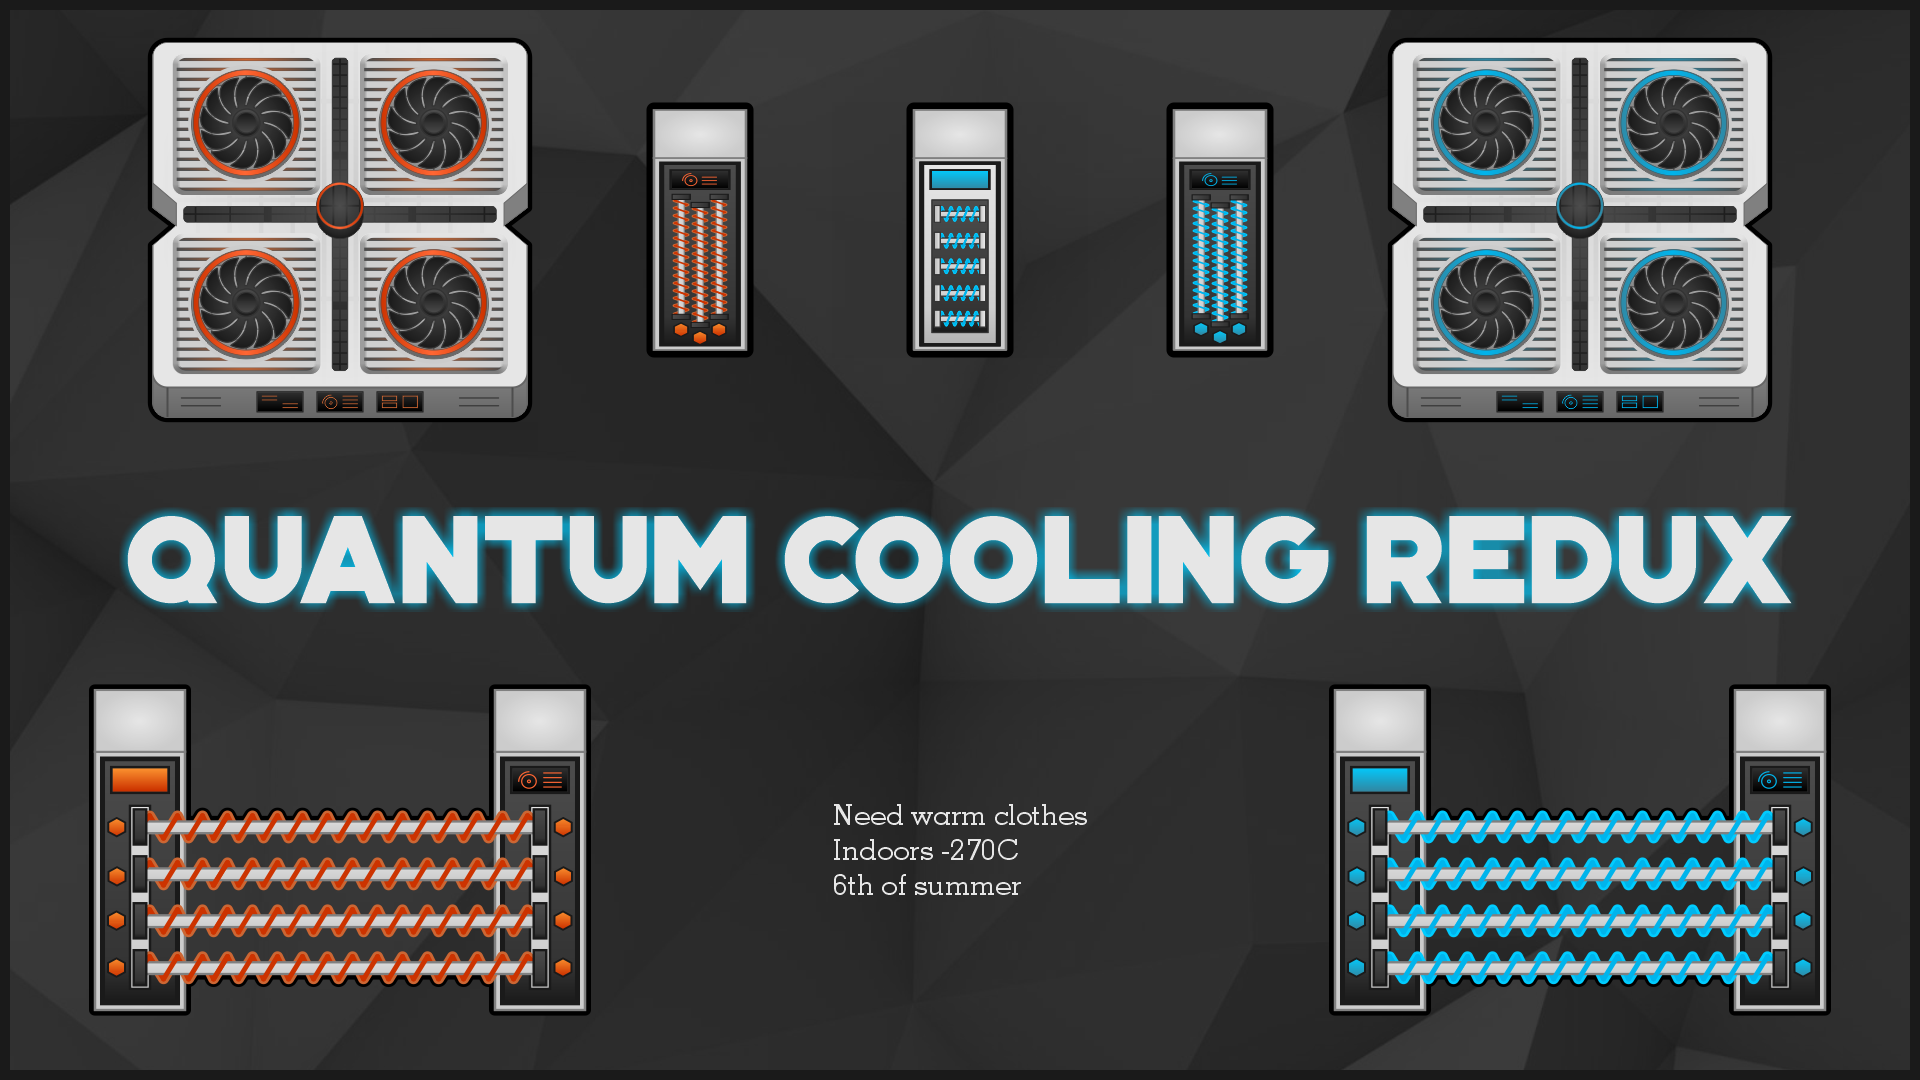 QUANTUM COOLING REDUX
Need warm clothes
Indoors -270C
6th of summer